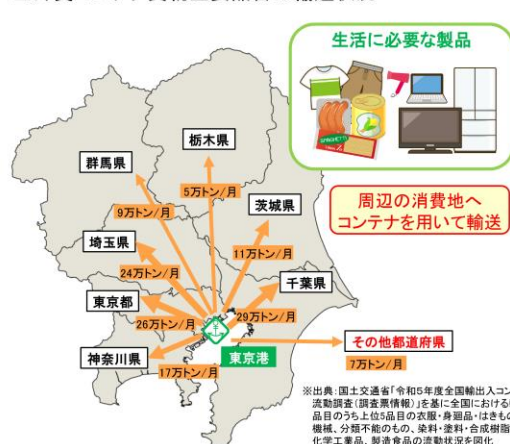 生活に必要な製品
SPAGHETTI
周辺の消費地へ
コンテナを用いて輸送
栃木県
5万トン/月
群馬県
9万トン/月
茨城県
11万トン/月
埼玉県
24万トン/月
千葉県
29万トン/月
東京都
26万トン/月
神奈川県
17万トン/月
東京港
その他都道府県
7万トン/月
※出典:国土交通省「令和5年度全国輸出入コン
流動調査(調査票情報)」を基に全国における
品目のうち上位5品目の衣服・身廻品・はきもの
機械、分類不能のもの、染料・塗料・合成樹脂
化学工業品、製造食品の流動状況を図化